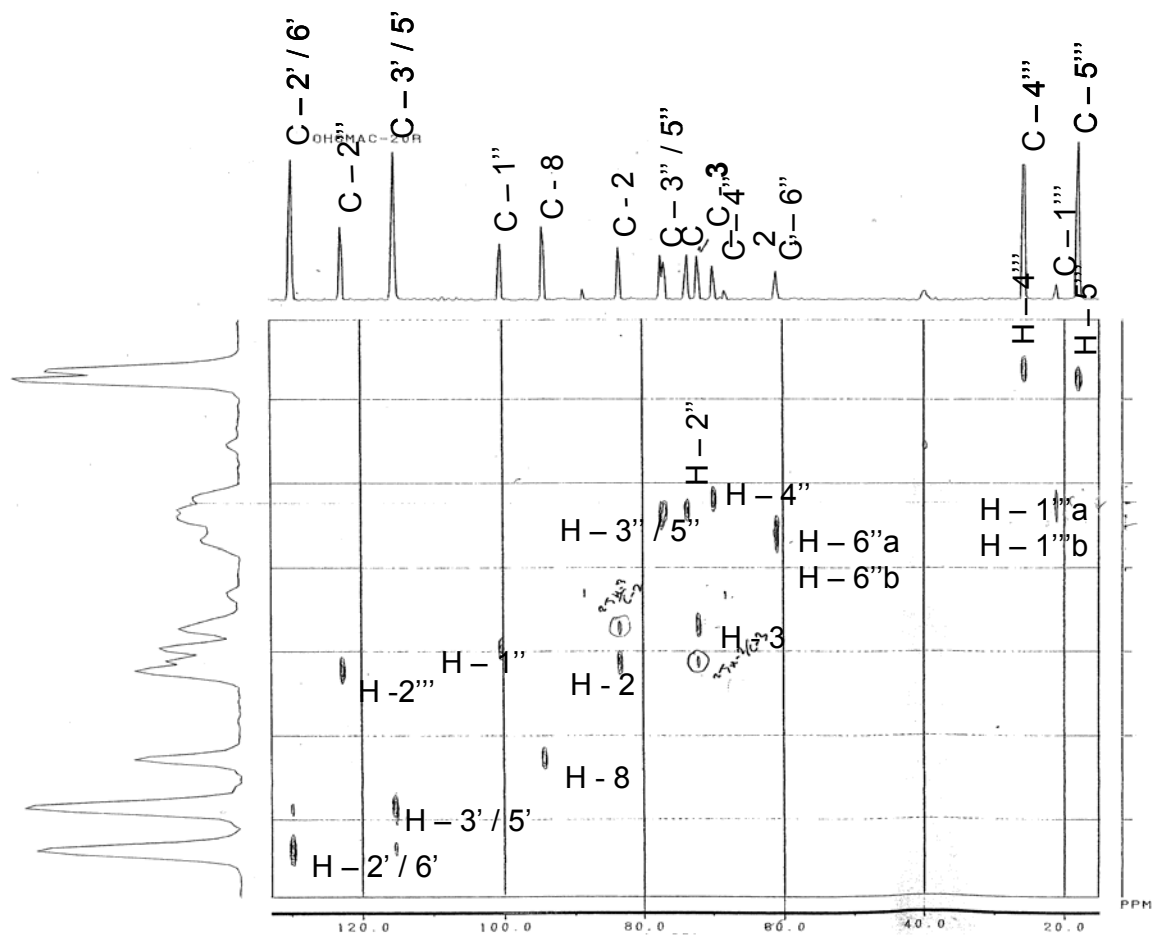 C – 2' / 6'
C – 2'''
OHOMAC-20R
C – 3' / 5'
C – 1''
C - 8
C - 2
C – 3'' / 5''
C
C – 3
C – 4''
2
C'' – 6''
C – 4'''
C – 1'''
C – 5'''
H – 4'''
H – 5'''
H – 2''
H – 4''
H – 3'' / 5''
H – 1'''a
H – 1'''b
H – 6''a
H – 6''b
H - 3
H – 1''
H - 2
H -2'''
H - 8
H – 3' / 5'
H – 2' / 6'
PPM
120.0
100.0
80.0
60.0
40.0
20.0